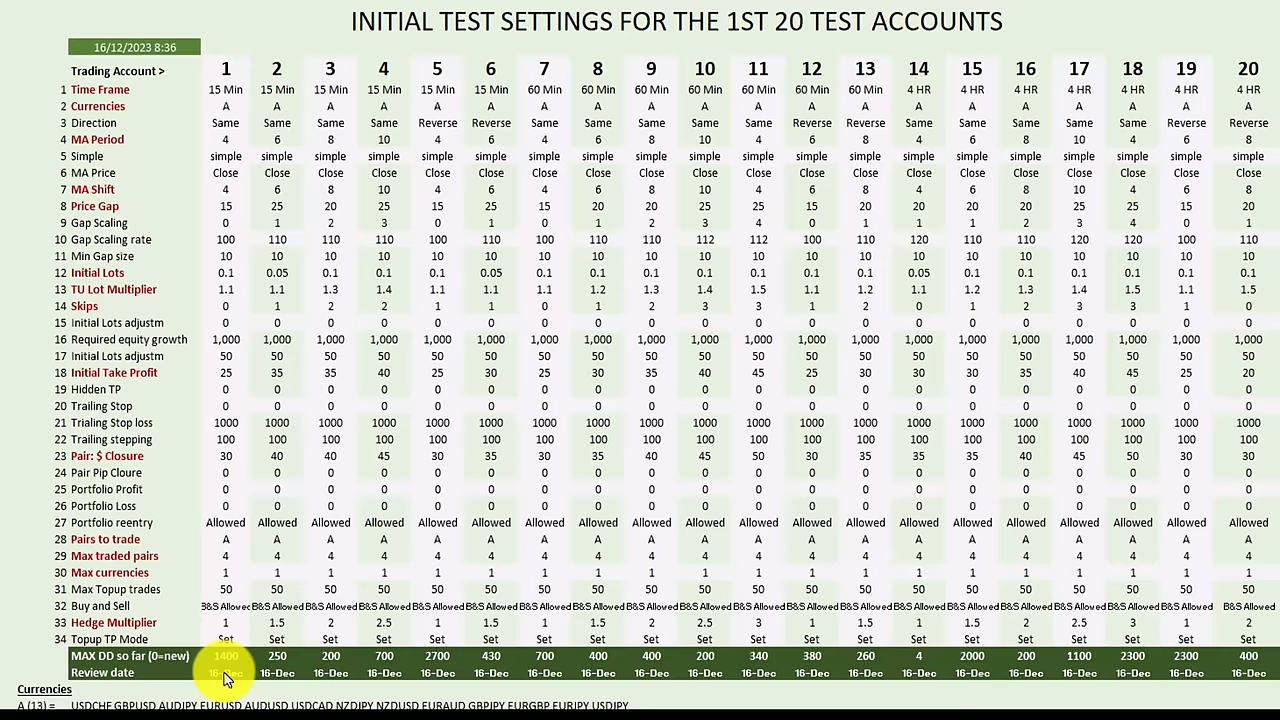 INITIAL TEST SETTINGS FOR THE 1ST 20 TEST ACCOUNTS
16/12/2023 8:36
Trading Account > 1 2 3 4 5 6 7 8 9 10 11 12 13 14 15 16 17 18 19 20
1 Time Frame 15 Min 15 Min 15 Min 15 Min 15 Min 15 Min 60 Min 60 Min 60 Min 60 Min 60 Min 60 Min 60 Min 4 HR 4 HR 4 HR 4 HR 4 HR 4 HR 4 HR
2 Currencies A A A A A A A A A A A A A A A A A A A A
3 Direction Same Same Same Same Reverse Reverse Same Same Same Same Same Reverse Reverse Same Same Same Same Same Reverse Reverse
4 MA Period 4 6 8 10 4 6 4 6 8 10 4 6 8 4 6 8 10 4 6 8
5 Simple simple simple simple simple simple simple simple simple simple simple simple simple simple simple simple simple simple simple simple simple
6 MA Price Close Close Close Close Close Close Close Close Close Close Close Close Close Close Close Close Close Close Close Close
7 MA Shift 4 6 8 10 4 6 4 6 8 10 4 6 8 4 6 8 10 4 6 8
8 Price Gap 15 25 20 25 15 25 15 20 20 25 25 15 20 20 20 25 25 25 15 20
9 Gap Scaling 0 1 2 3 0 1 0 1 2 3 4 0 1 1 1 2 3 4 0 1
10 Gap Scaling rate 100 110 110 110 100 110 100 110 110 112 112 100 110 120 110 110 120 120 100 110
11 Min Gap size 10 10 10 10 10 10 10 10 10 10 10 10 10 10 10 10 10 10 10 10
12 Initial Lots 0.1 0.05 0.1 0.1 0.1 0.05 0.1 0.1 0.1 0.1 0.1 0.1 0.1 0.05 0.1 0.1 0.1 0.1 0.1 0.1
13 TU Lot Multiplier 1.1 1.1 1.3 1.4 1.1 1.1 1.1 1.2 1.3 1.4 1.5 1.1 1.2 1.1 1.2 1.3 1.4 1.5 1.1 1.5
14 Skips 0 1 2 2 1 1 0 1 2 3 3 1 2 0 1 2 3 3 1 1
15 Initial Lots adjustm 0 0 0 0 0 0 0 0 0 0 0 0 0 0 0 0 0 0 0 0
16 Required equity growth 1,000 1,000 1,000 1,000 1,000 1,000 1,000 1,000 1,000 1,000 1,000 1,000 1,000 1,000 1,000 1,000 1,000 1,000 1,000 1,000
17 Initial Lots adjustm 50 50 50 50 50 50 50 50 50 50 50 50 50 50 50 50 50 50 50 50
18 Initial Take Profit 25 35 35 40 25 30 25 30 35 40 45 25 30 30 30 35 40 45 25 20
19 Hidden TP 0 0 0 0 0 0 0 0 0 0 0 0 0 0 0 0 0 0 0 0
20 Trailing Stop 0 0 0 0 0 0 0 0 0 0 0 0 0 0 0 0 0 0 0 0
21 Trialing Stop loss 1000 1000 1000 1000 1000 1000 1000 1000 1000 1000 1000 1000 1000 1000 1000 1000 1000 1000 1000 1000
22 Trailing stepping 100 100 100 100 100 100 100 100 100 100 100 100 100 100 100 100 100 100 100 100
23 Pair: $ Closure 30 40 40 45 30 35 30 35 40 45 50 30 35 35 35 40 45 50 30 30
24 Pair Pip Cloure 0 0 0 0 0 0 0 0 0 0 0 0 0 0 0 0 0 0 0 0
25 Portfolio Profit 0 0 0 0 0 0 0 0 0 0 0 0 0 0 0 0 0 0 0 0
26 Portfolio Loss 0 0 0 0 0 0 0 0 0 0 0 0 0 0 0 0 0 0 0 0
27 Portfolio reentry Allowed Allowed Allowed Allowed Allowed Allowed Allowed Allowed Allowed Allowed Allowed Allowed Allowed Allowed Allowed Allowed Allowed Allowed Allowed Allowed
28 Pairs to trade A A A A A A A A A A A A A A A A A A A A
29 Max traded pairs 4 4 4 4 4 4 4 4 4 4 4 4 4 4 4 4 4 4 4 4
30 Max currencies 1 1 1 1 1 1 1 1 1 1 1 1 1 1 1 1 1 1 1 1
31 Max Topup trades 50 50 50 50 50 50 50 50 50 50 50 50 50 50 50 50 50 50 50 50
32 Buy and Sell B&S Allowec B&S Allowed B&S Allowed B&S Allowed B&S Allowed B&S Allowed B&S Allowed B&S Allowed B&S Allowed B&S Allowed B&S Allowed B&S Allowed B&S Allowed B&S Allowed B&S Allowed B&S Allowed B&S Allowed B&S Allowed B&S Allowed B&S Allowed
33 Hedge Multiplier 1 1.5 2 2.5 1 1.5 1 1.5 2 2.5 3 1 1.5 1 1.5 2 2.5 3 1 2
34 Topup TP Mode Set Set Set Set Set Set Set Set Set Set Set Set Set Set Set Set Set Set Set Set
MAX DD so far (0=new) 1400 250 200 700 2700 430 700 400 400 200 340 380 260 4 2000 200 1100 2300 2300 400
Review date 16-Dec 16-Dec 16-Dec 16-Dec 16-Dec 16-Dec 16-Dec 16-Dec 16-Dec 16-Dec 16-Dec 16-Dec 16-Dec 16-Dec 16-Dec 16-Dec 16-Dec 16-Dec 16-Dec 16-Dec
Currencies
A (13) = USDCHF GBPUSD AUDJPY EURUSD AUDUSD USDCAD NZDJPY NZDUSD EURAUD GBPJPY EURGBP EURJPY USDJPY